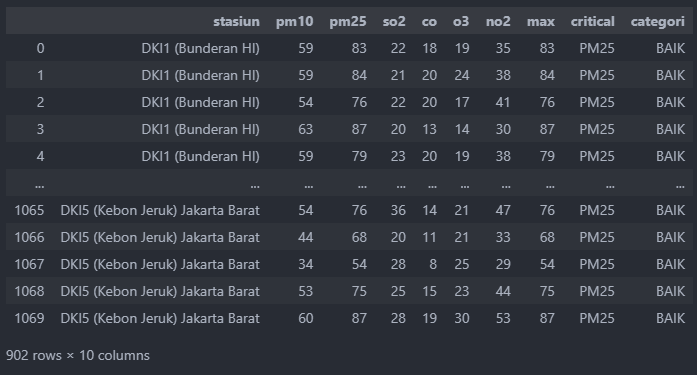 stasiun pm10 pm25 so2 co o3 no2 max critical categori
0 DKI1 (Bunderan HI) 59 83 22 18 19 35 83 PM25 BAIK
1 DKI1 (Bunderan HI) 59 84 21 20 24 38 84 PM25 BAIK
2 DKI1 (Bunderan HI) 54 76 22 20 17 41 76 PM25 BAIK
3 DKI1 (Bunderan HI) 63 87 20 13 14 30 87 PM25 BAIK
4 DKI1 (Bunderan HI) 59 79 23 20 19 38 79 PM25 BAIK
... ... ... ... ... ... ... ... ... ... ...
1065 DKI5 (Kebon Jeruk) Jakarta Barat 54 76 36 14 21 47 76 PM25 BAIK
1066 DKI5 (Kebon Jeruk) Jakarta Barat 44 68 20 11 21 33 68 PM25 BAIK
1067 DKI5 (Kebon Jeruk) Jakarta Barat 34 54 28 8 25 29 54 PM25 BAIK
1068 DKI5 (Kebon Jeruk) Jakarta Barat 53 75 25 15 23 44 75 PM25 BAIK
1069 DKI5 (Kebon Jeruk) Jakarta Barat 60 87 28 19 30 53 87 PM25 BAIK
902 rows × 10 columns